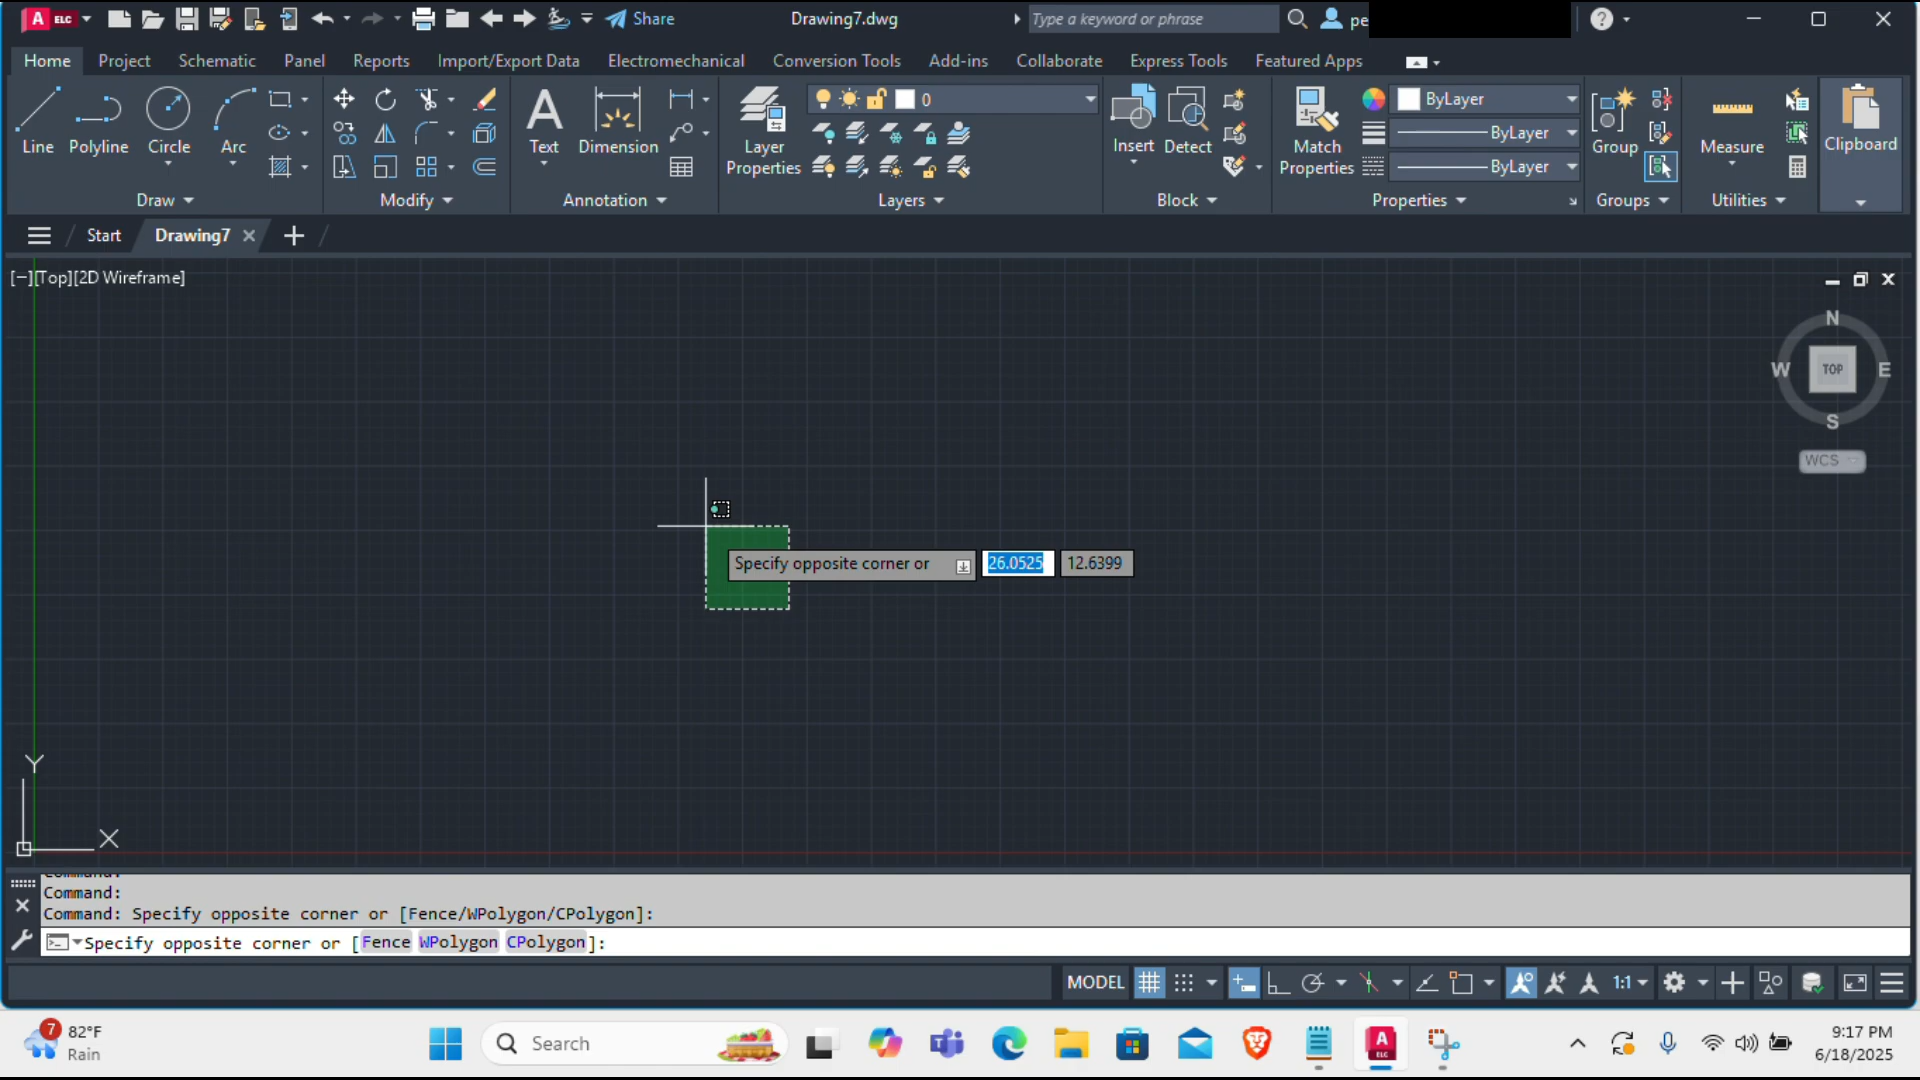 A ELC
Share
Drawing7.dwg
Type a keyword or phrase
pe
Home Project Schematic Panel Reports Import/Export Data Electromechanical Conversion Tools Add-ins Collaborate Express Tools Featured Apps
0
ByLayer
Line Polyline Circle Arc
Text Dimension
Layer
Properties
Insert Detect
Match
Properties
ByLayer
ByLayer
Group
Measure
Clipboard
Draw Modify Annotation Layers Block Properties Groups Utilities
Start Drawing7
[−][Top][2D Wireframe]
N
W TOP E
S
WCS
Specify opposite corner or 26.0525 12.6399
Y
X
Command:
Command: Specify opposite corner or [Fence/WPolygon/CPolygon]:
Specify opposite corner or [Fence WPolygon CPolygon]:
MODEL 1:1
7 82°F
Rain
Search
A ELC
9:17 PM
6/18/2025